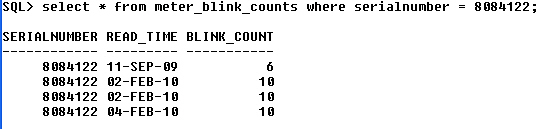 SQL> select * from meter_blink_counts where serialnumber = 8084122;
SERIALNUMBER READ_TIME BLINK_COUNT
------------ --------- -----------
8084122 11-SEP-09 6
8084122 02-FEB-10 10
8084122 02-FEB-10 10
8084122 04-FEB-10 10